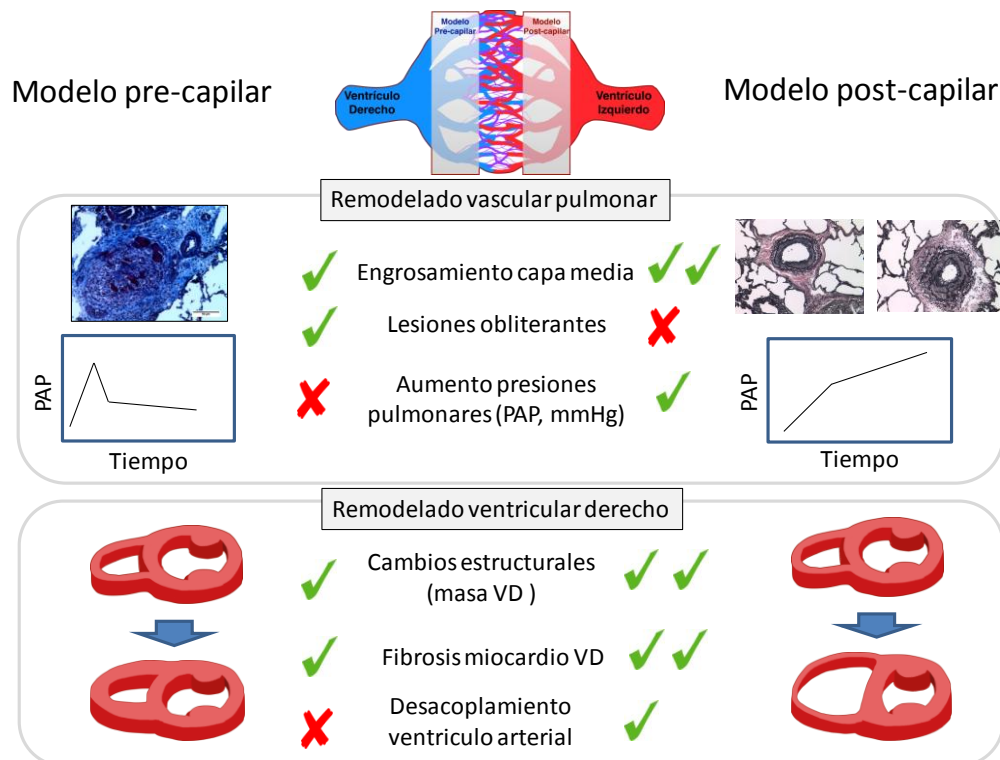 Modelo
Pre-capilar
Modelo
Post-capilar
Modelo pre-capilar
Modelo post-capilar
Ventrículo
Derecho
Ventrículo
Izquierdo
Remodelado vascular pulmonar
Engrosamiento capa media
Lesiones obliterantes
Aumento presiones
pulmonares (PAP, mmHg)
PAP
Tiempo
PAP
Tiempo
Remodelado ventricular derecho
Cambios estructurales
(masa VD )
Fibrosis miocardio VD
Desacoplamiento
ventriculo arterial